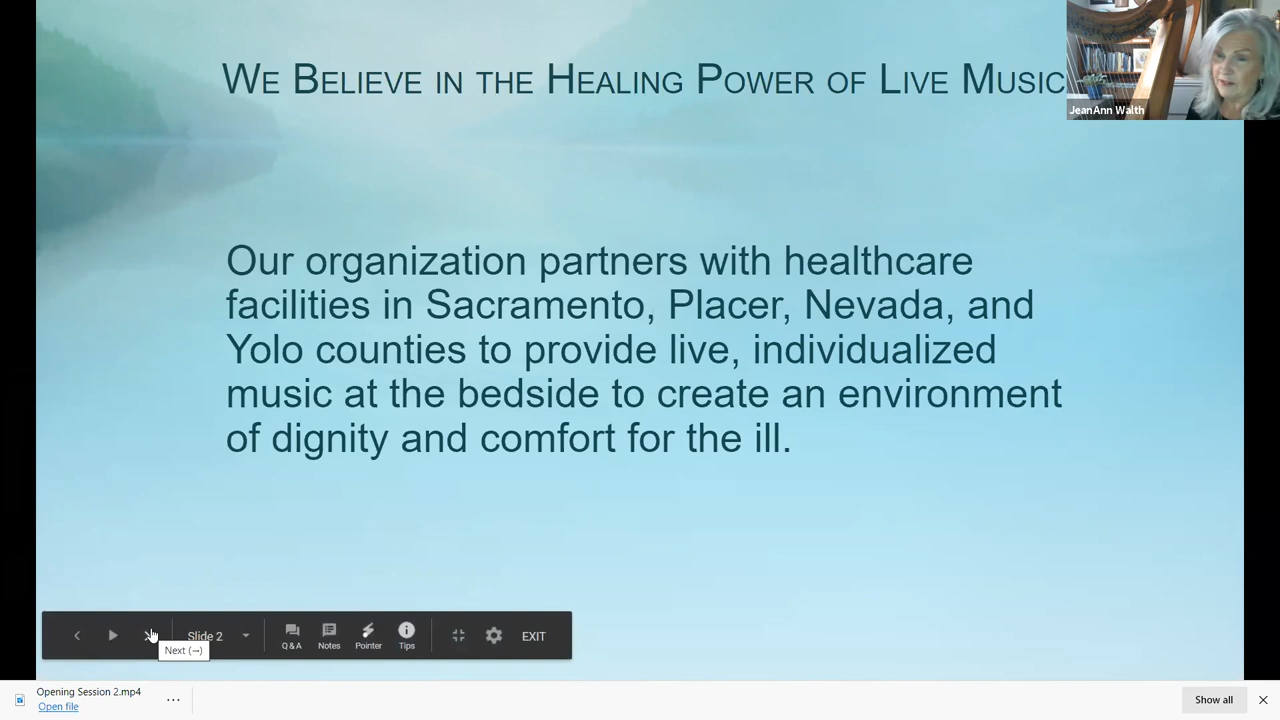 We Believe in the Healing Power of Live Music
JeanAnn Walth
Our organization partners with healthcare
facilities in Sacramento, Placer, Nevada, and
Yolo counties to provide live, individualized
music at the bedside to create an environment
of dignity and comfort for the ill.
Slide 2
Q&A
Notes
Pointer
Tips
EXIT
Next (→)
Opening Session 2.mp4
Open file
Show all